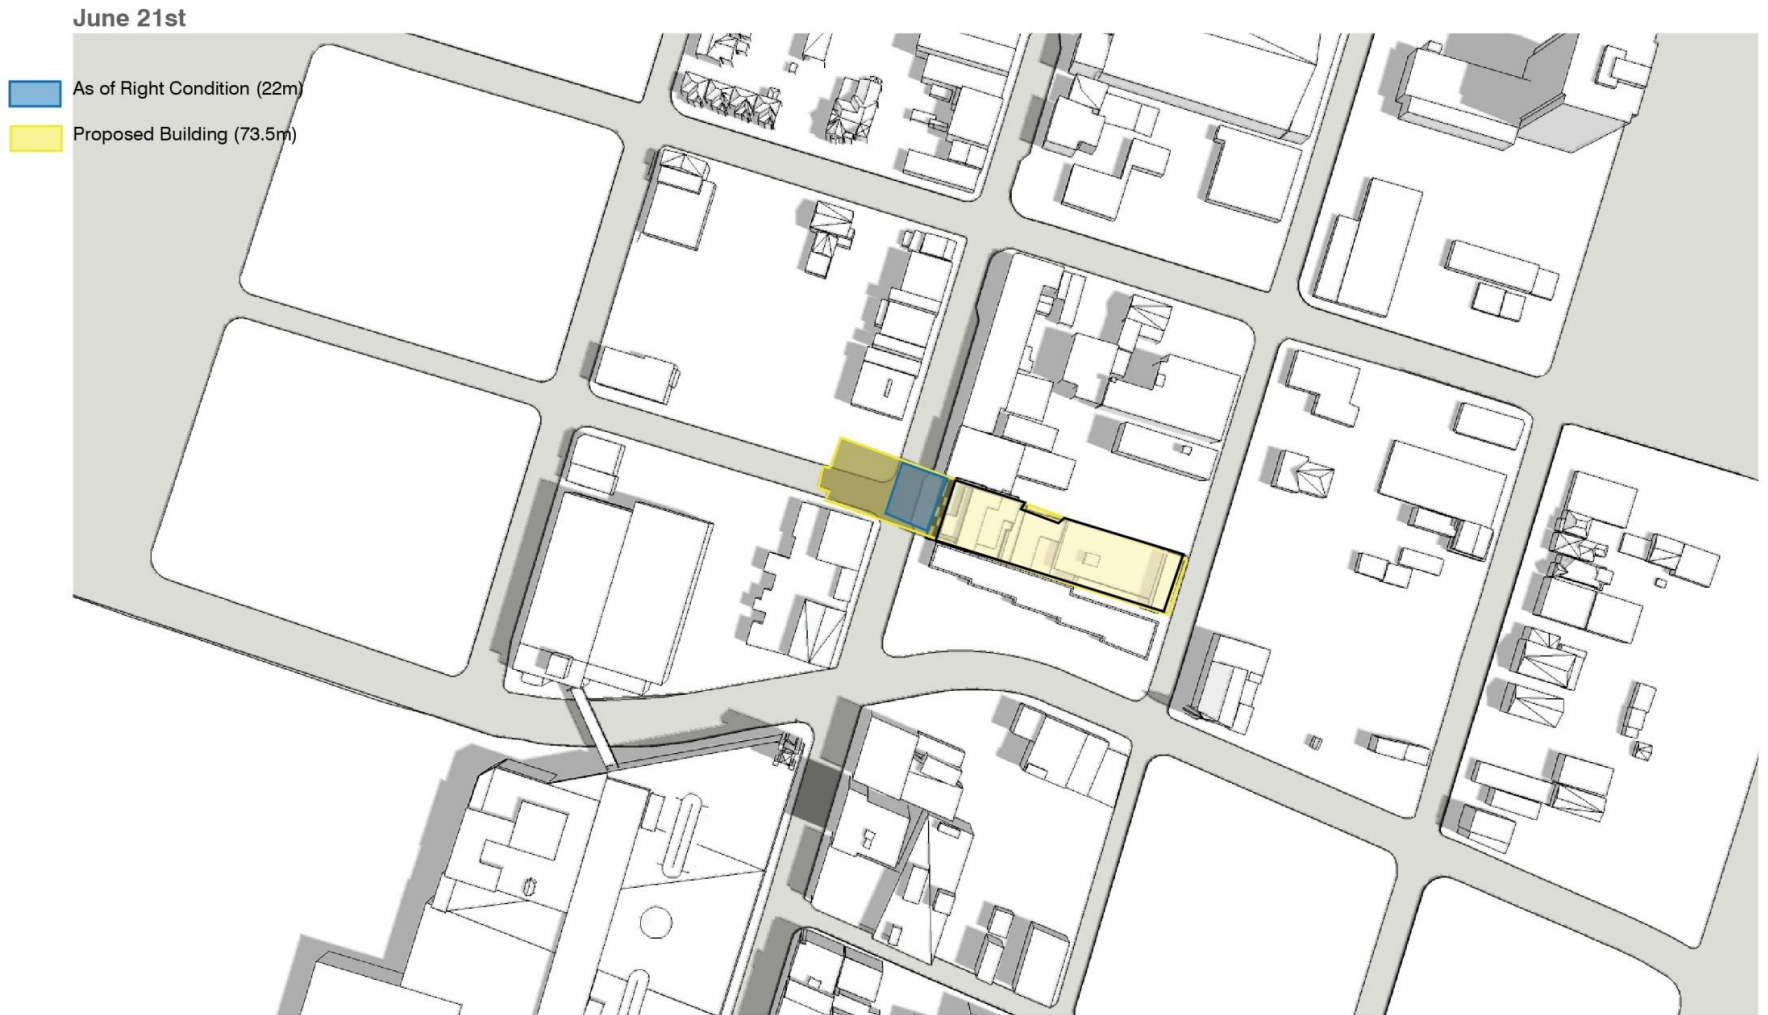 June 21st
As of Right Condition (22m)
Proposed Building (73.5m)